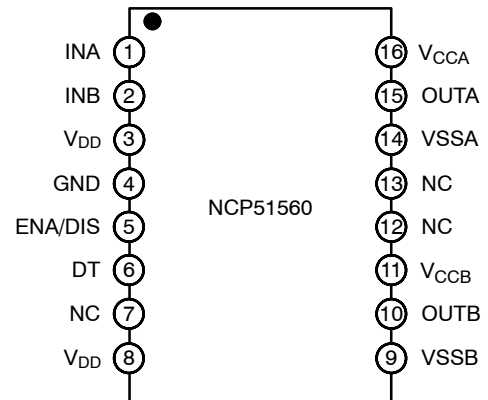 INA 1 16 VCCA
INB 2 15 OUTA
VDD 3 14 VSSA
GND 4 13 NC
NCP51560
ENA/DIS 5 12 NC
DT 6 11 VCCB
NC 7 10 OUTB
VDD 8 9 VSSB